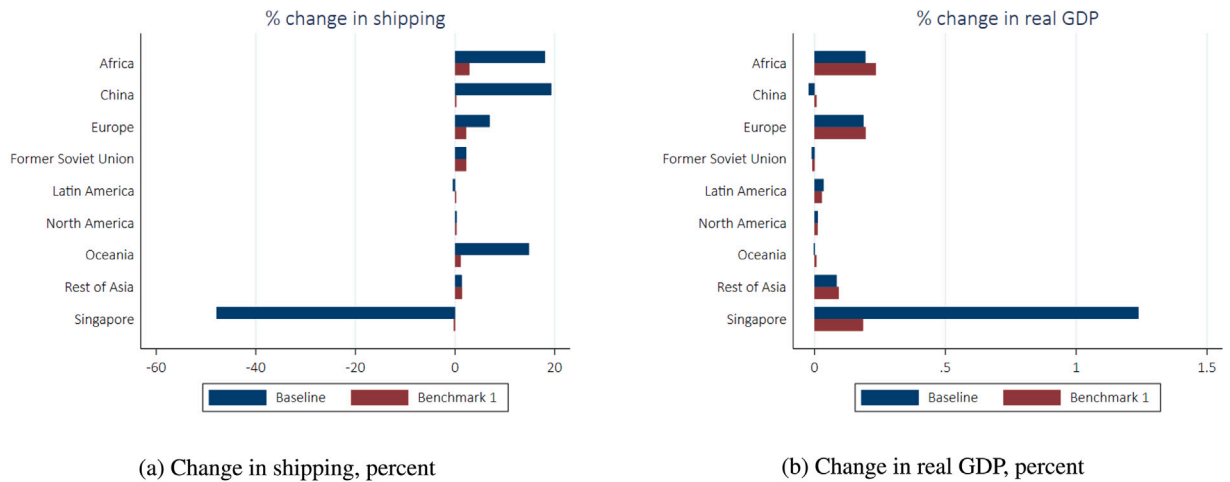 % change in shipping
Africa
China
Europe
Former Soviet Union
Latin America
North America
Oceania
Rest of Asia
Singapore
-60 -40 -20 0 20
Baseline Benchmark 1
(a) Change in shipping, percent
% change in real GDP
Africa
China
Europe
Former Soviet Union
Latin America
North America
Oceania
Rest of Asia
Singapore
0 .5 1 1.5
Baseline Benchmark 1
(b) Change in real GDP, percent